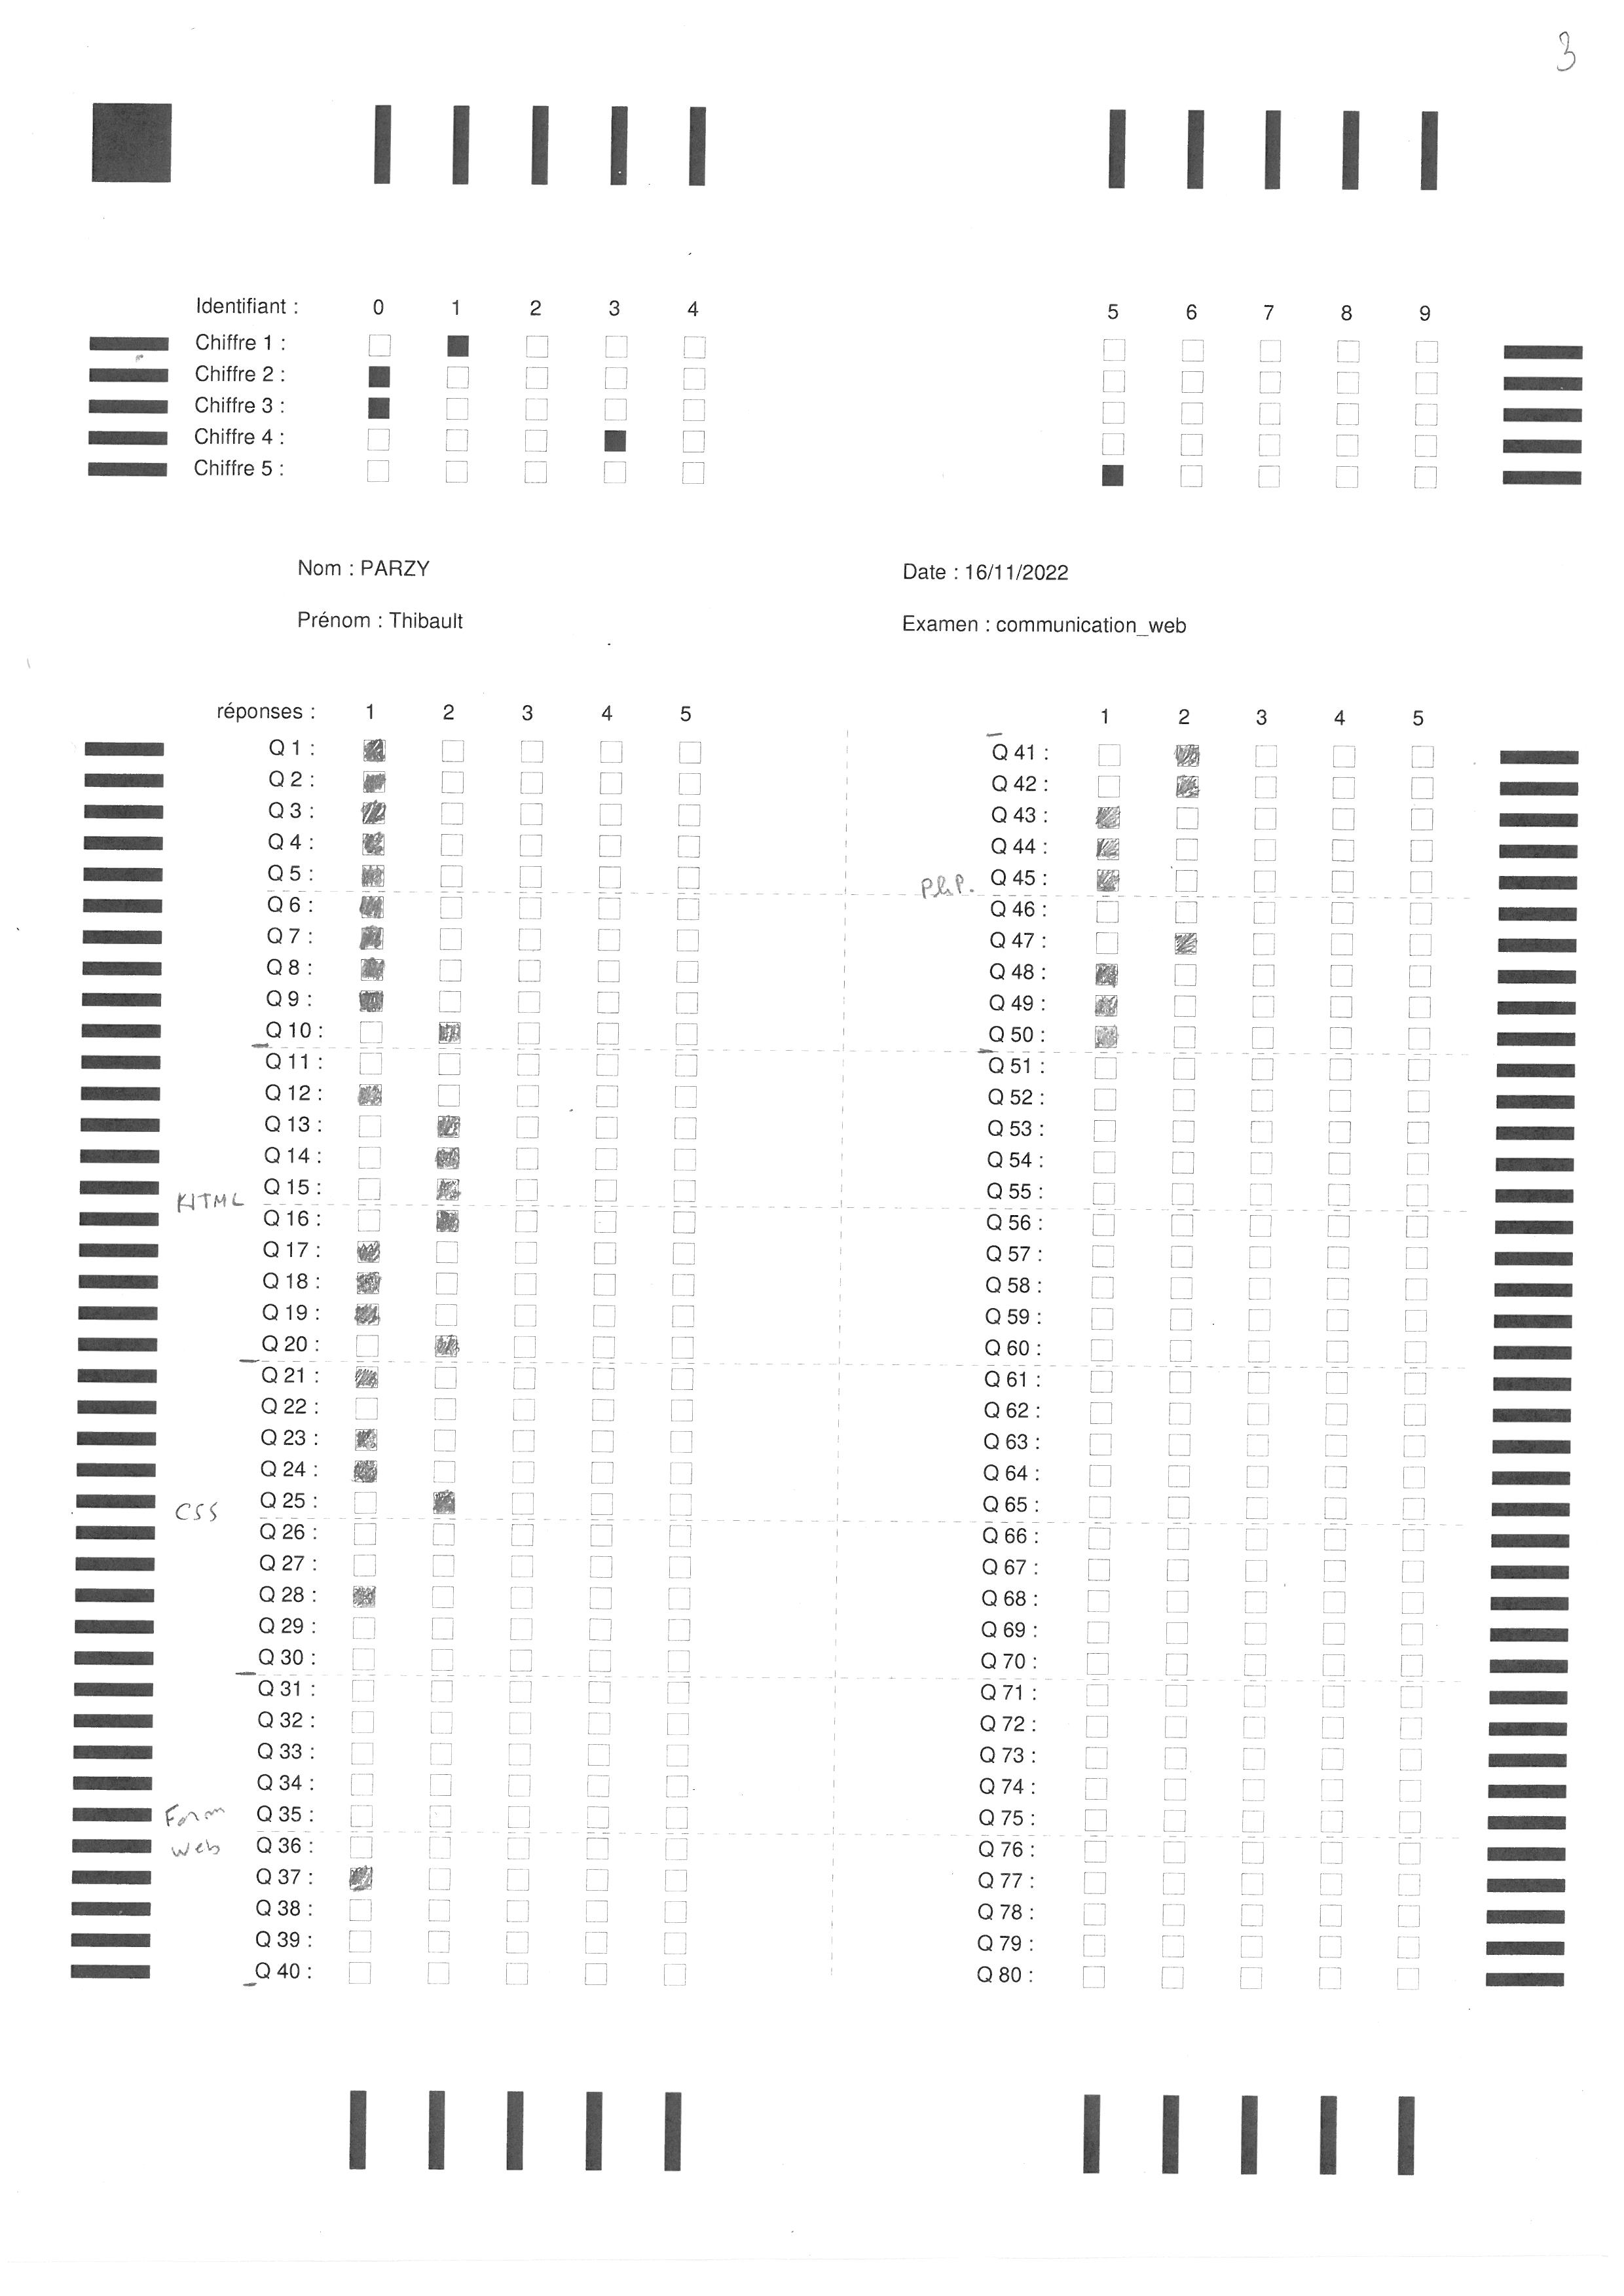 3
Identifiant : 0 1 2 3 4 5 6 7 8 9
Chiffre 1 :
Chiffre 2 :
Chiffre 3 :
Chiffre 4 :
Chiffre 5 :
Nom : PARZY
Date : 16/11/2022
Prénom : Thibault
Examen : communication_web
réponses : 1 2 3 4 5
Q 1 :
Q 2 :
Q 3 :
Q 4 :
Q 5 :
Q 6 :
Q 7 :
Q 8 :
Q 9 :
Q 10 :
Q 11 :
Q 12 :
Q 13 :
Q 14 :
Q 15 :
HTML
Q 16 :
Q 17 :
Q 18 :
Q 19 :
Q 20 :
Q 21 :
Q 22 :
Q 23 :
Q 24 :
CSS Q 25 :
Q 26 :
Q 27 :
Q 28 :
Q 29 :
Q 30 :
Q 31 :
Q 32 :
Q 33 :
Q 34 :
Form Q 35 :
Web Q 36 :
Q 37 :
Q 38 :
Q 39 :
Q 40 :
1 2 3 4 5
Q 41 :
Q 42 :
Q 43 :
Q 44 :
PhP. Q 45 :
Q 46 :
Q 47 :
Q 48 :
Q 49 :
Q 50 :
Q 51 :
Q 52 :
Q 53 :
Q 54 :
Q 55 :
Q 56 :
Q 57 :
Q 58 :
Q 59 :
Q 60 :
Q 61 :
Q 62 :
Q 63 :
Q 64 :
Q 65 :
Q 66 :
Q 67 :
Q 68 :
Q 69 :
Q 70 :
Q 71 :
Q 72 :
Q 73 :
Q 74 :
Q 75 :
Q 76 :
Q 77 :
Q 78 :
Q 79 :
Q 80 :